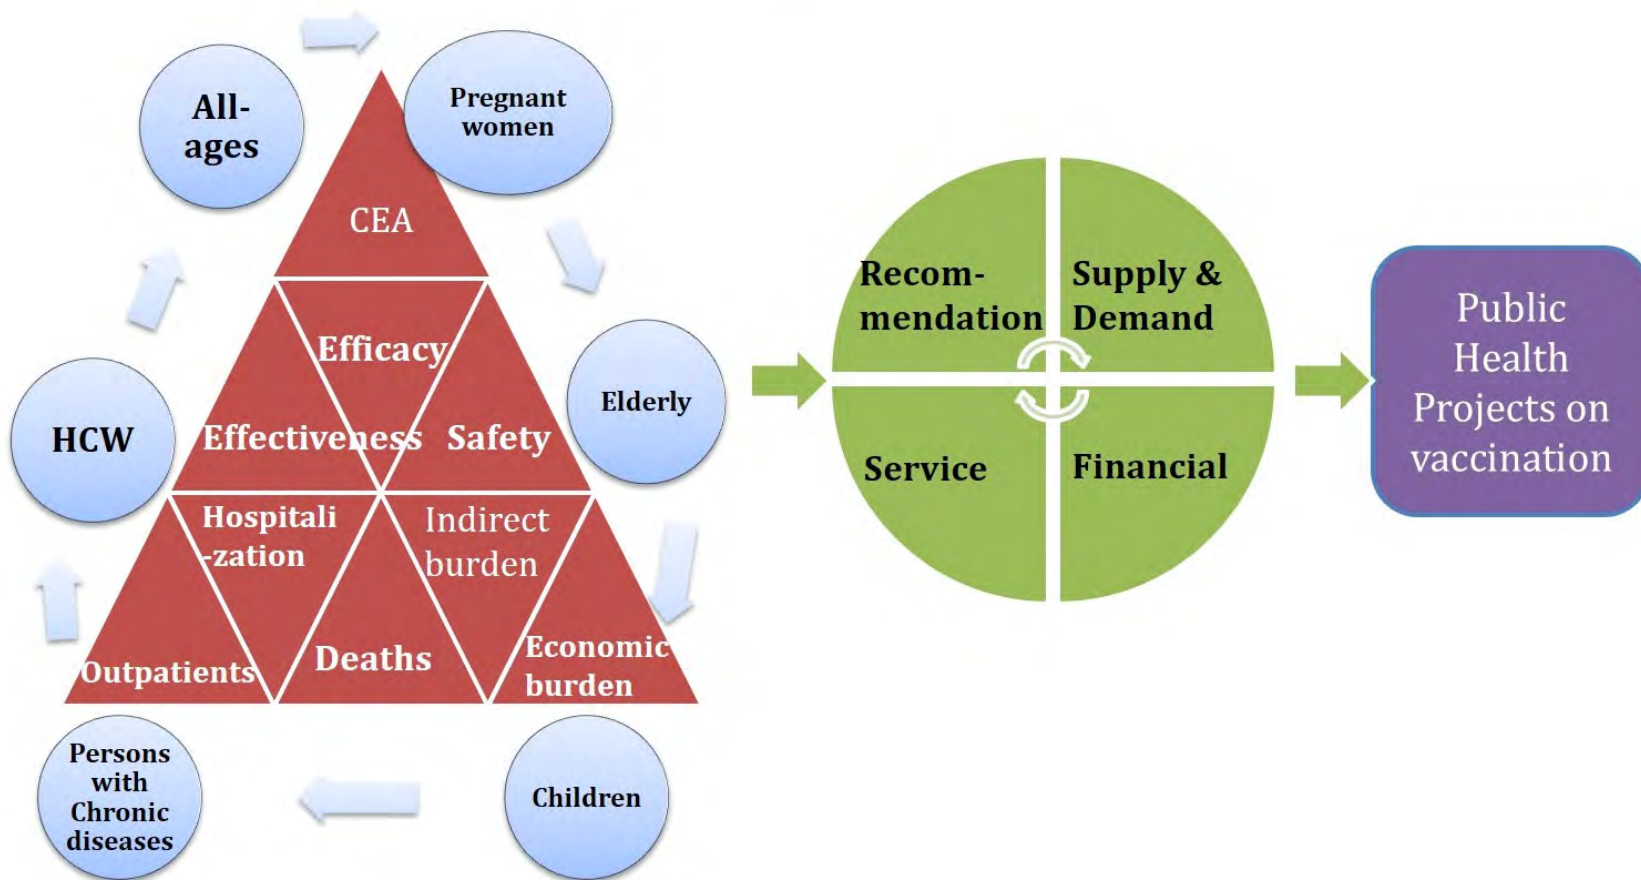 All-
ages
Pregnant
women
CEA
Efficacy
Effectiveness
Safety
HCW
Elderly
Hospitali
-zation
Indirect
burden
Outpatients
Deaths
Economic
burden
Persons
with
Chronic
diseases
Children
Recom-
mendation
Supply &
Demand
Service
Financial
Public
Health
Projects on
vaccination